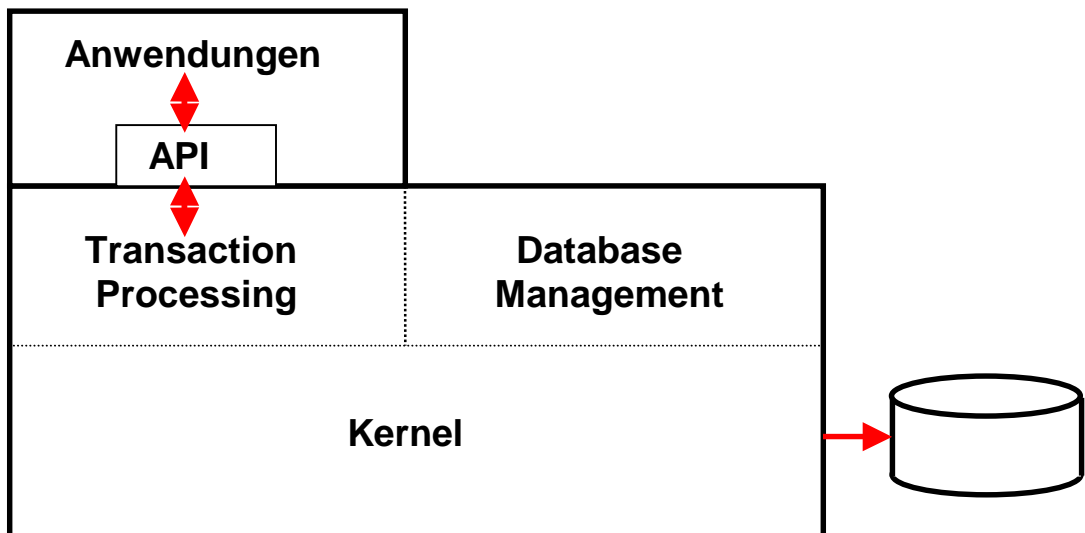 Anwendungen
API
Transaction
Processing
Database
Management
Kernel